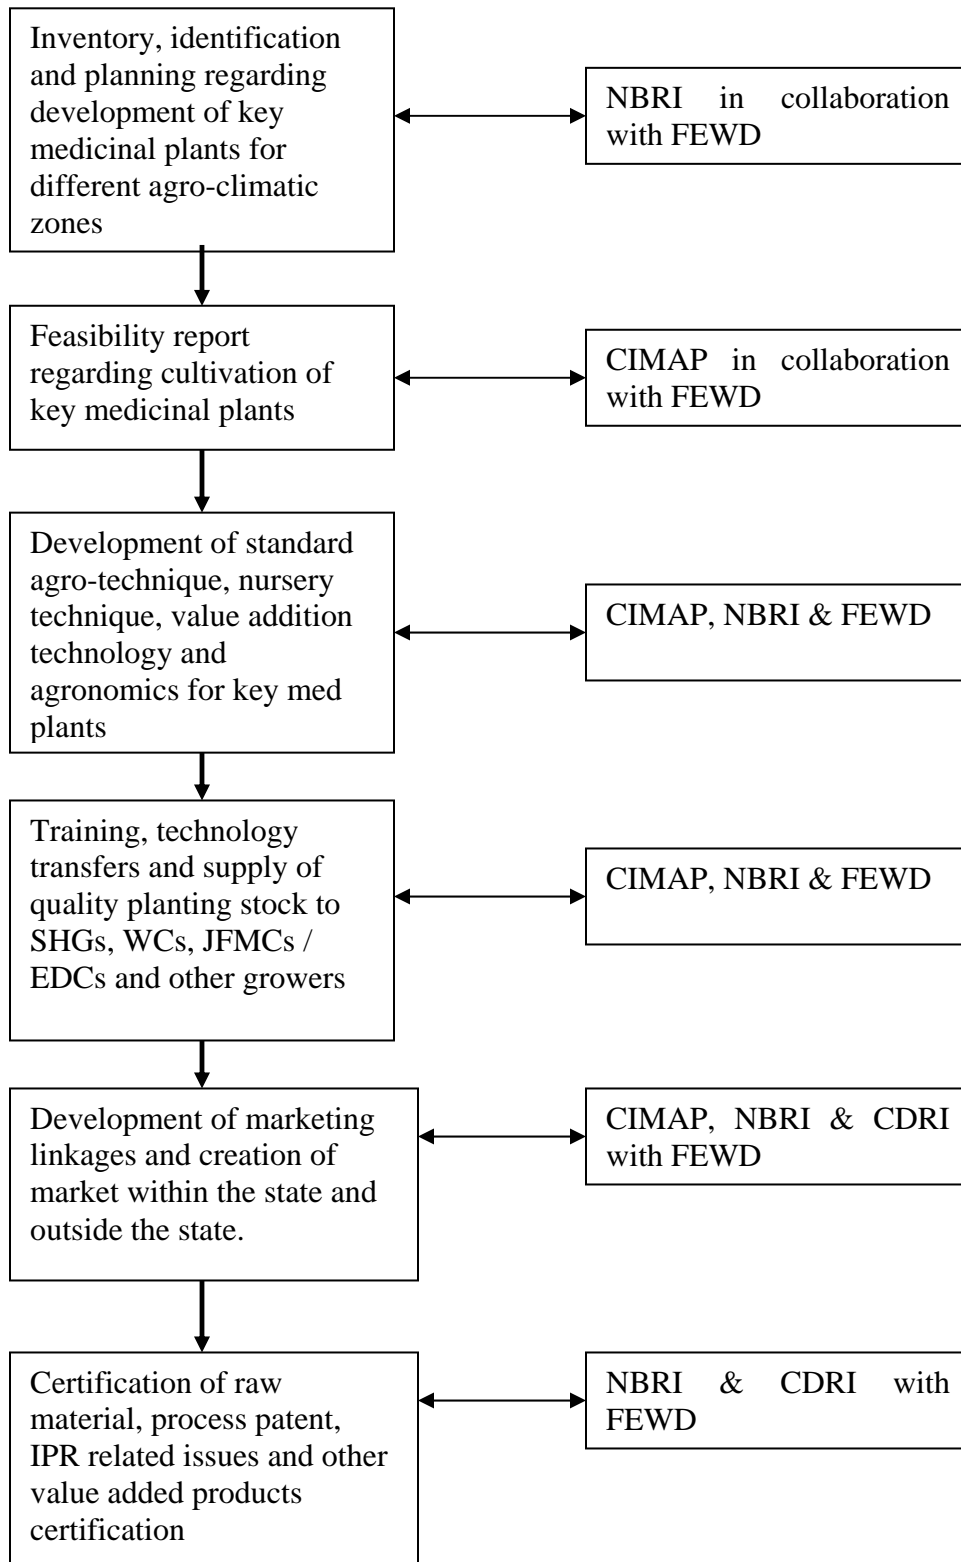 Inventory, identification
and planning regarding
development of key
medicinal plants for
different agro-climatic
zones
NBRI in collaboration
with FEWD
Feasibility report
regarding cultivation of
key medicinal plants
CIMAP in collaboration
with FEWD
Development of standard
agro-technique, nursery
technique, value addition
technology and
agronomics for key med
plants
CIMAP, NBRI & FEWD
Training, technology
transfers and supply of
quality planting stock to
SHGs, WCs, JFMCs /
EDCs and other growers
CIMAP, NBRI & FEWD
Development of marketing
linkages and creation of
market within the state and
outside the state.
CIMAP, NBRI & CDRI
with FEWD
Certification of raw
material, process patent,
IPR related issues and other
value added products
certification
NBRI & CDRI with
FEWD